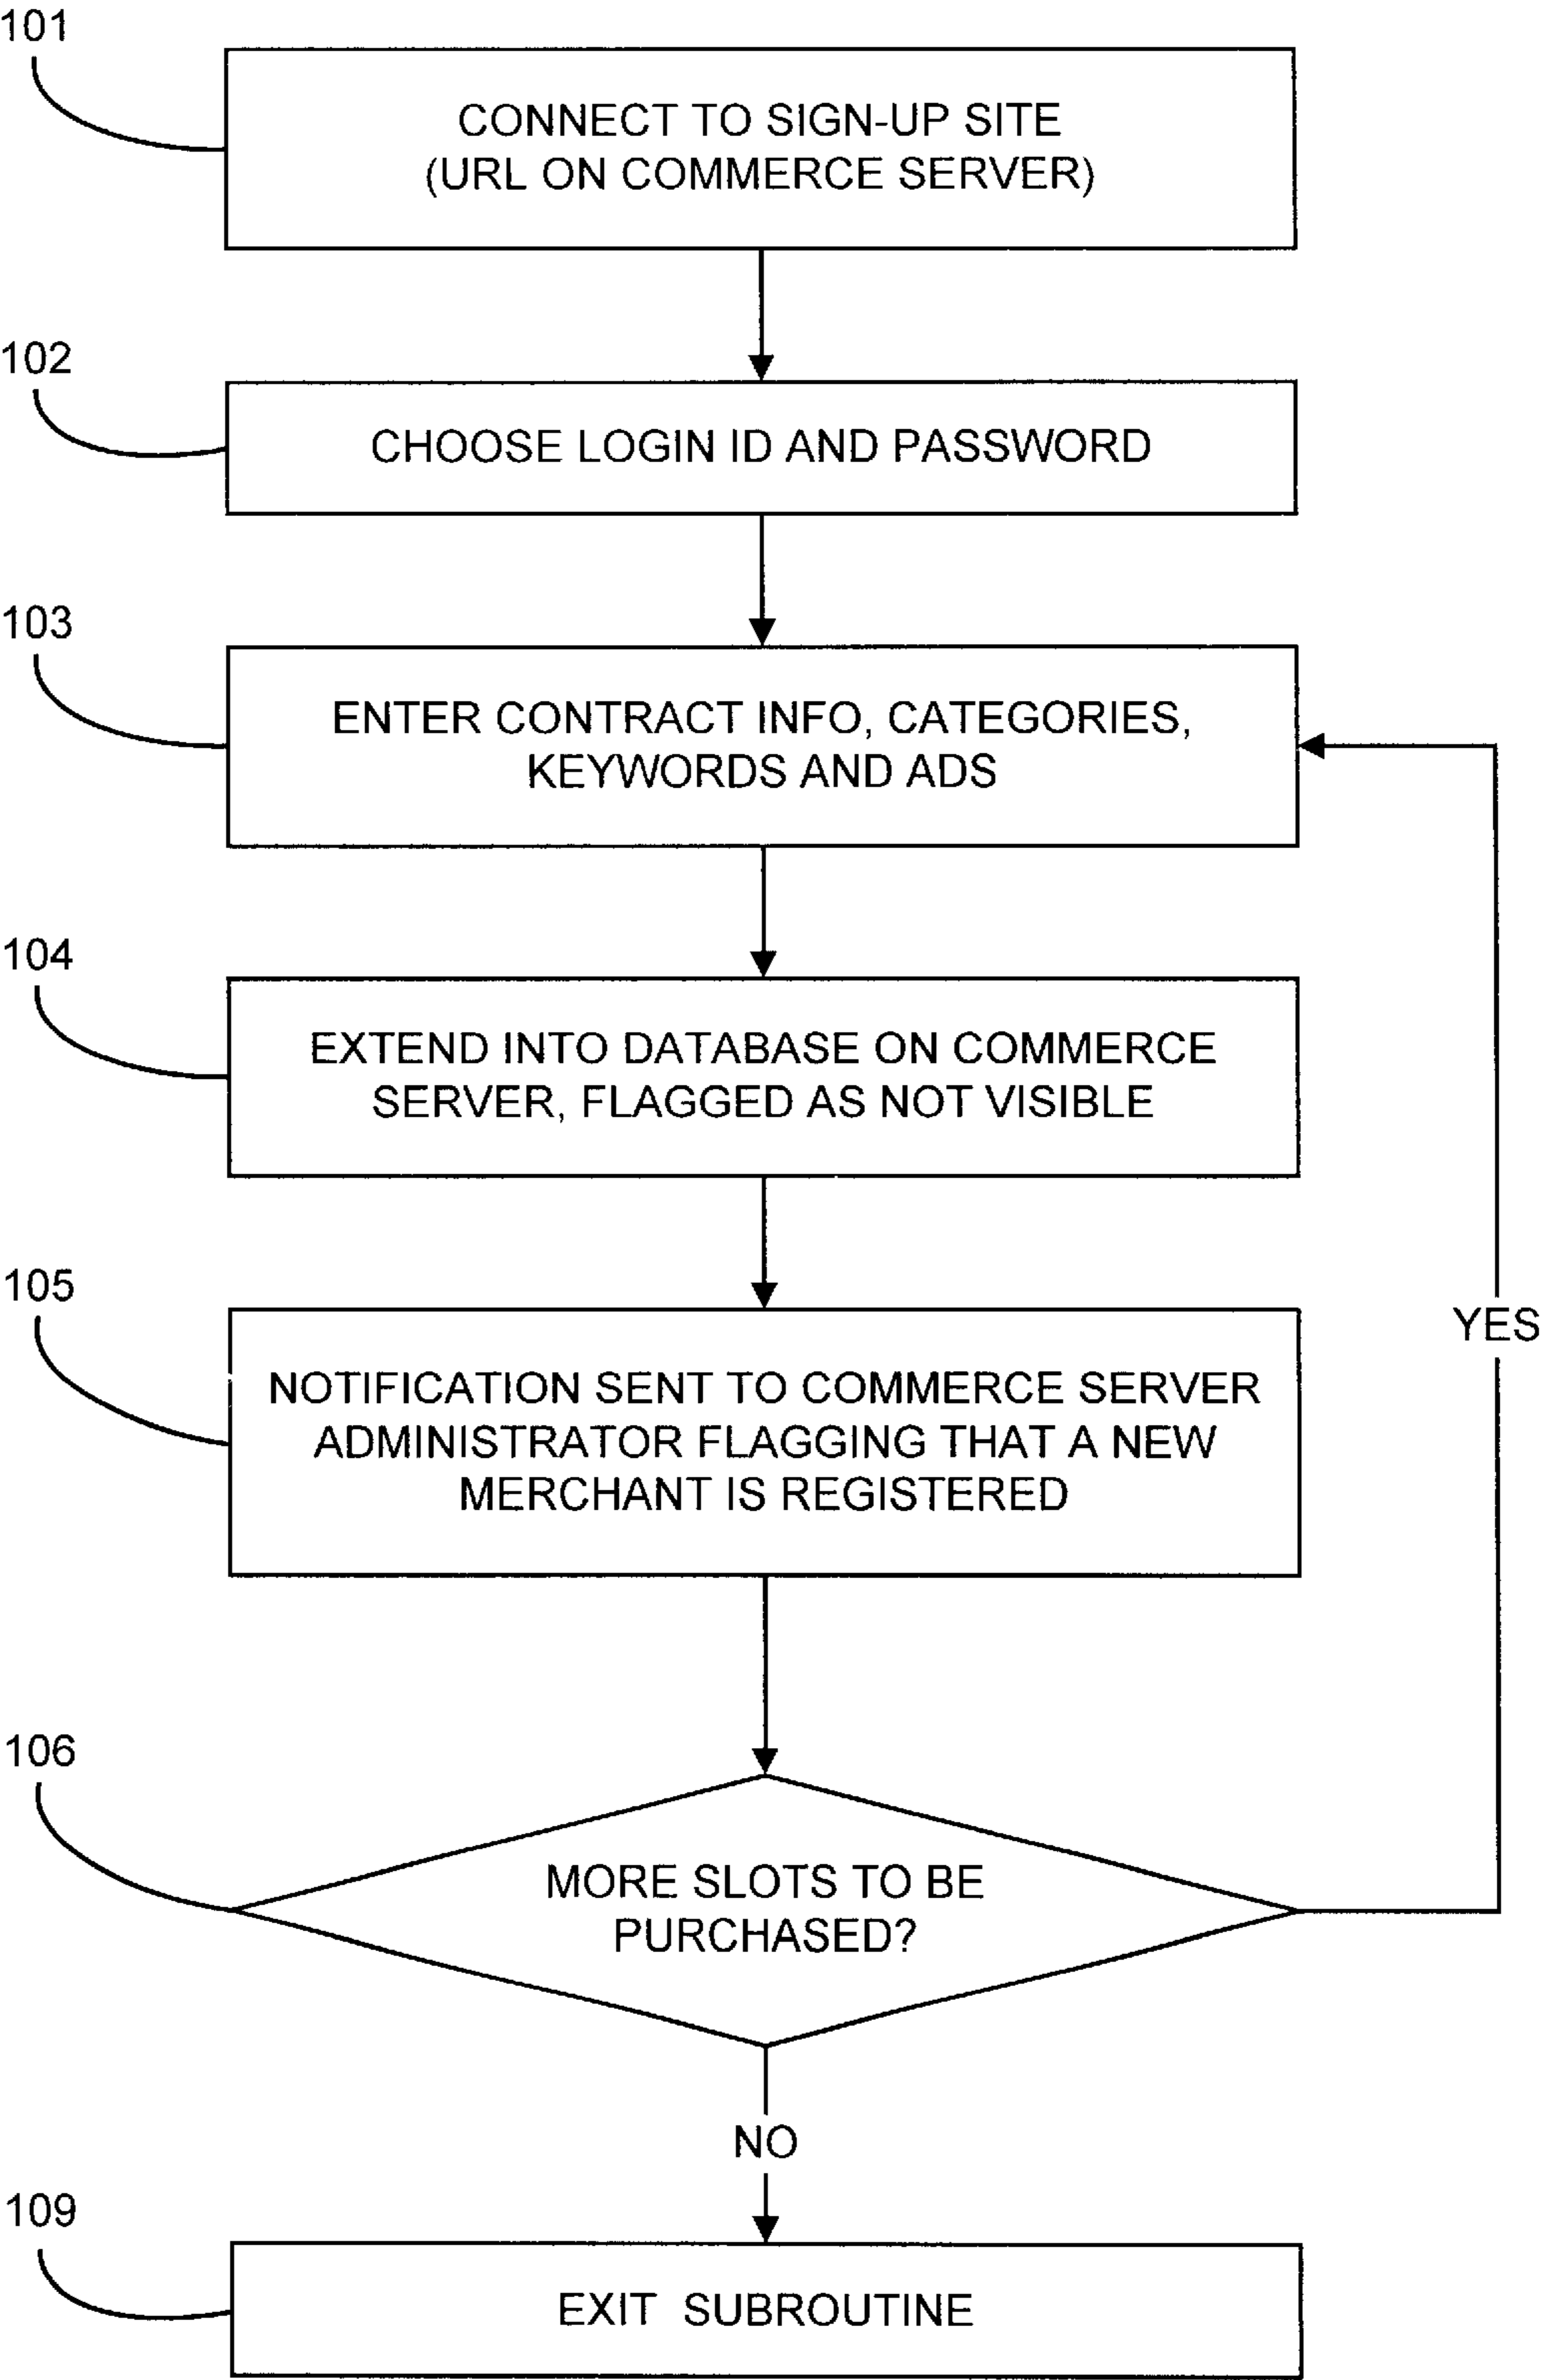 101
CONNECT TO SIGN-UP SITE
(URL ON COMMERCE SERVER)
102
CHOOSE LOGIN ID AND PASSWORD
103
ENTER CONTRACT INFO, CATEGORIES,
KEYWORDS AND ADS
104
EXTEND INTO DATABASE ON COMMERCE
SERVER, FLAGGED AS NOT VISIBLE
105
NOTIFICATION SENT TO COMMERCE SERVER
ADMINISTRATOR FLAGGING THAT A NEW
MERCHANT IS REGISTERED
YES
106
MORE SLOTS TO BE
PURCHASED?
NO
109
EXIT SUBROUTINE